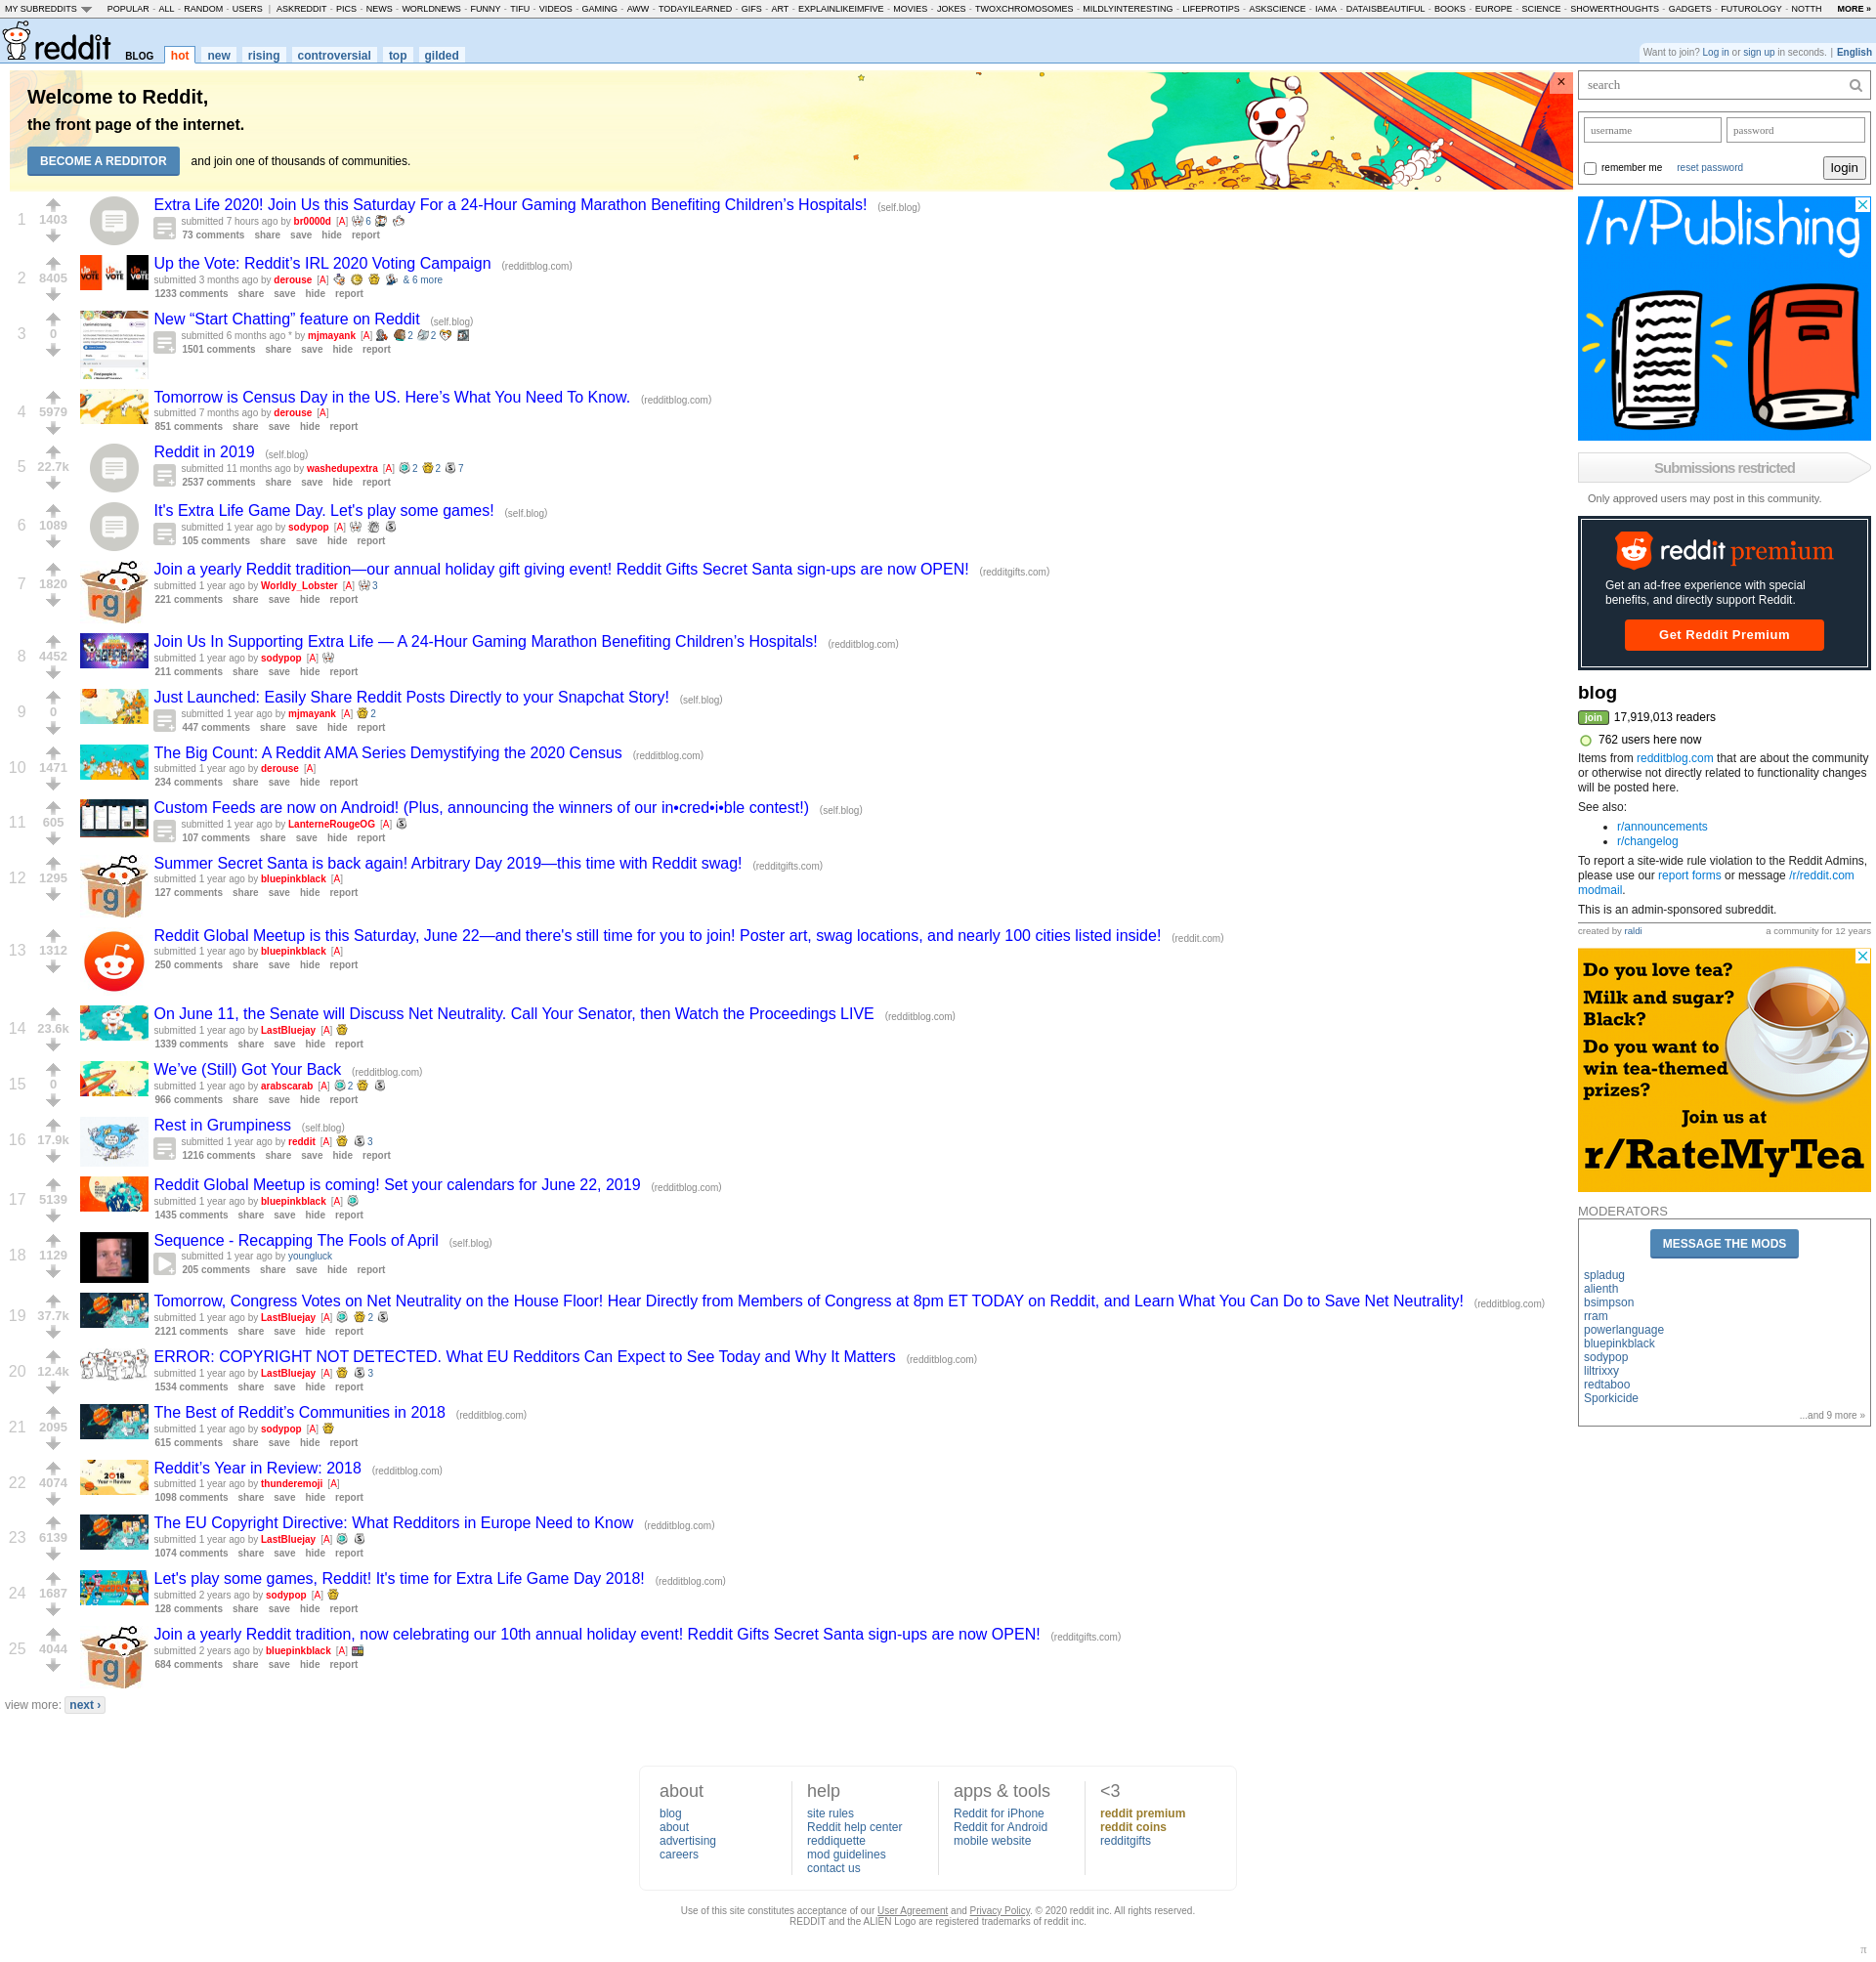 MY SUBREDDITS POPULAR - ALL - RANDOM - USERS | ASKREDDIT - PICS - NEWS - WORLDNEWS - FUNNY - TIFU - VIDEOS - GAMING - AWW - TODAYILEARNED - GIFS - ART - EXPLAINLIKEIMFIVE - MOVIES - JOKES - TWOXCHROMOSOMES - MILDLYINTERESTING - LIFEPROTIPS - ASKSCIENCE - IAMA - DATAISBEAUTIFUL - BOOKS - EUROPE - SCIENCE - SHOWERTHOUGHTS - GADGETS - FUTUROLOGY - NOTTH MORE »
reddit BLOG hot new rising controversial top gilded
Want to join? Log in or sign up in seconds. | English
Welcome to Reddit,
the front page of the internet.
BECOME A REDDITOR and join one of thousands of communities.
×
1 1403 Extra Life 2020! Join Us this Saturday For a 24-Hour Gaming Marathon Benefiting Children’s Hospitals! (self.blog)
submitted 7 hours ago by br0000d [A] 6
73 comments share save hide report
2 8405 Up the Vote: Reddit’s IRL 2020 Voting Campaign (redditblog.com)
submitted 3 months ago by derouse [A] & 6 more
1233 comments share save hide report
3 0 New “Start Chatting” feature on Reddit (self.blog)
submitted 6 months ago * by mjmayank [A] 2 2
1501 comments share save hide report
4 5979 Tomorrow is Census Day in the US. Here’s What You Need To Know. (redditblog.com)
submitted 7 months ago by derouse [A]
851 comments share save hide report
5 22.7k Reddit in 2019 (self.blog)
submitted 11 months ago by washedupextra [A] 2 2 7
2537 comments share save hide report
6 1089 It's Extra Life Game Day. Let's play some games! (self.blog)
submitted 1 year ago by sodypop [A]
105 comments share save hide report
7 1820 Join a yearly Reddit tradition—our annual holiday gift giving event! Reddit Gifts Secret Santa sign-ups are now OPEN! (redditgifts.com)
submitted 1 year ago by Worldly_Lobster [A] 3
221 comments share save hide report
8 4452 Join Us In Supporting Extra Life — A 24-Hour Gaming Marathon Benefiting Children’s Hospitals! (redditblog.com)
submitted 1 year ago by sodypop [A]
211 comments share save hide report
9 0 Just Launched: Easily Share Reddit Posts Directly to your Snapchat Story! (self.blog)
submitted 1 year ago by mjmayank [A] 2
447 comments share save hide report
10 1471 The Big Count: A Reddit AMA Series Demystifying the 2020 Census (redditblog.com)
submitted 1 year ago by derouse [A]
234 comments share save hide report
11 605 Custom Feeds are now on Android! (Plus, announcing the winners of our in•cred•i•ble contest!) (self.blog)
submitted 1 year ago by LanterneRougeOG [A]
107 comments share save hide report
12 1295 Summer Secret Santa is back again! Arbitrary Day 2019—this time with Reddit swag! (redditgifts.com)
submitted 1 year ago by bluepinkblack [A]
127 comments share save hide report
13 1312 Reddit Global Meetup is this Saturday, June 22—and there's still time for you to join! Poster art, swag locations, and nearly 100 cities listed inside! (reddit.com)
submitted 1 year ago by bluepinkblack [A]
250 comments share save hide report
14 23.6k On June 11, the Senate will Discuss Net Neutrality. Call Your Senator, then Watch the Proceedings LIVE (redditblog.com)
submitted 1 year ago by LastBluejay [A]
1339 comments share save hide report
15 0 We’ve (Still) Got Your Back (redditblog.com)
submitted 1 year ago by arabscarab [A] 2
966 comments share save hide report
16 17.9k Rest in Grumpiness (self.blog)
submitted 1 year ago by reddit [A] 3
1216 comments share save hide report
17 5139 Reddit Global Meetup is coming! Set your calendars for June 22, 2019 (redditblog.com)
submitted 1 year ago by bluepinkblack [A]
1435 comments share save hide report
18 1129 Sequence - Recapping The Fools of April (self.blog)
submitted 1 year ago by youngluck
205 comments share save hide report
19 37.7k Tomorrow, Congress Votes on Net Neutrality on the House Floor! Hear Directly from Members of Congress at 8pm ET TODAY on Reddit, and Learn What You Can Do to Save Net Neutrality! (redditblog.com)
submitted 1 year ago by LastBluejay [A] 2
2121 comments share save hide report
20 12.4k ERROR: COPYRIGHT NOT DETECTED. What EU Redditors Can Expect to See Today and Why It Matters (redditblog.com)
submitted 1 year ago by LastBluejay [A] 3
1534 comments share save hide report
21 2095 The Best of Reddit’s Communities in 2018 (redditblog.com)
submitted 1 year ago by sodypop [A]
615 comments share save hide report
22 4074 Reddit’s Year in Review: 2018 (redditblog.com)
submitted 1 year ago by thunderemoji [A]
1098 comments share save hide report
23 6139 The EU Copyright Directive: What Redditors in Europe Need to Know (redditblog.com)
submitted 1 year ago by LastBluejay [A]
1074 comments share save hide report
24 1687 Let's play some games, Reddit! It's time for Extra Life Game Day 2018! (redditblog.com)
submitted 2 years ago by sodypop [A]
128 comments share save hide report
25 4044 Join a yearly Reddit tradition, now celebrating our 10th annual holiday event! Reddit Gifts Secret Santa sign-ups are now OPEN! (redditgifts.com)
submitted 2 years ago by bluepinkblack [A]
684 comments share save hide report
view more: next ›
search
username password
remember me reset password login
/r/Publishing
Submissions restricted
Only approved users may post in this community.
reddit premium
Get an ad-free experience with special
benefits, and directly support Reddit.
Get Reddit Premium
blog
join 17,919,013 readers
762 users here now
Items from redditblog.com that are about the community
or otherwise not directly related to functionality changes
will be posted here.
See also:
• r/announcements
• r/changelog
To report a site-wide rule violation to the Reddit Admins,
please use our report forms or message /r/reddit.com
modmail.
This is an admin-sponsored subreddit.
created by raldi a community for 12 years
Do you love tea?
Milk and sugar?
Black?
Do you want to
win tea-themed
prizes?
Join us at
r/RateMyTea
MODERATORS
MESSAGE THE MODS
spladug
alienth
bsimpson
rram
powerlanguage
bluepinkblack
sodypop
liltrixxy
redtaboo
Sporkicide
...and 9 more »
about
blog
about
advertising
careers
help
site rules
Reddit help center
reddiquette
mod guidelines
contact us
apps & tools
Reddit for iPhone
Reddit for Android
mobile website
<3
reddit premium
reddit coins
redditgifts
Use of this site constitutes acceptance of our User Agreement and Privacy Policy. © 2020 reddit inc. All rights reserved.
REDDIT and the ALIEN Logo are registered trademarks of reddit inc.
π